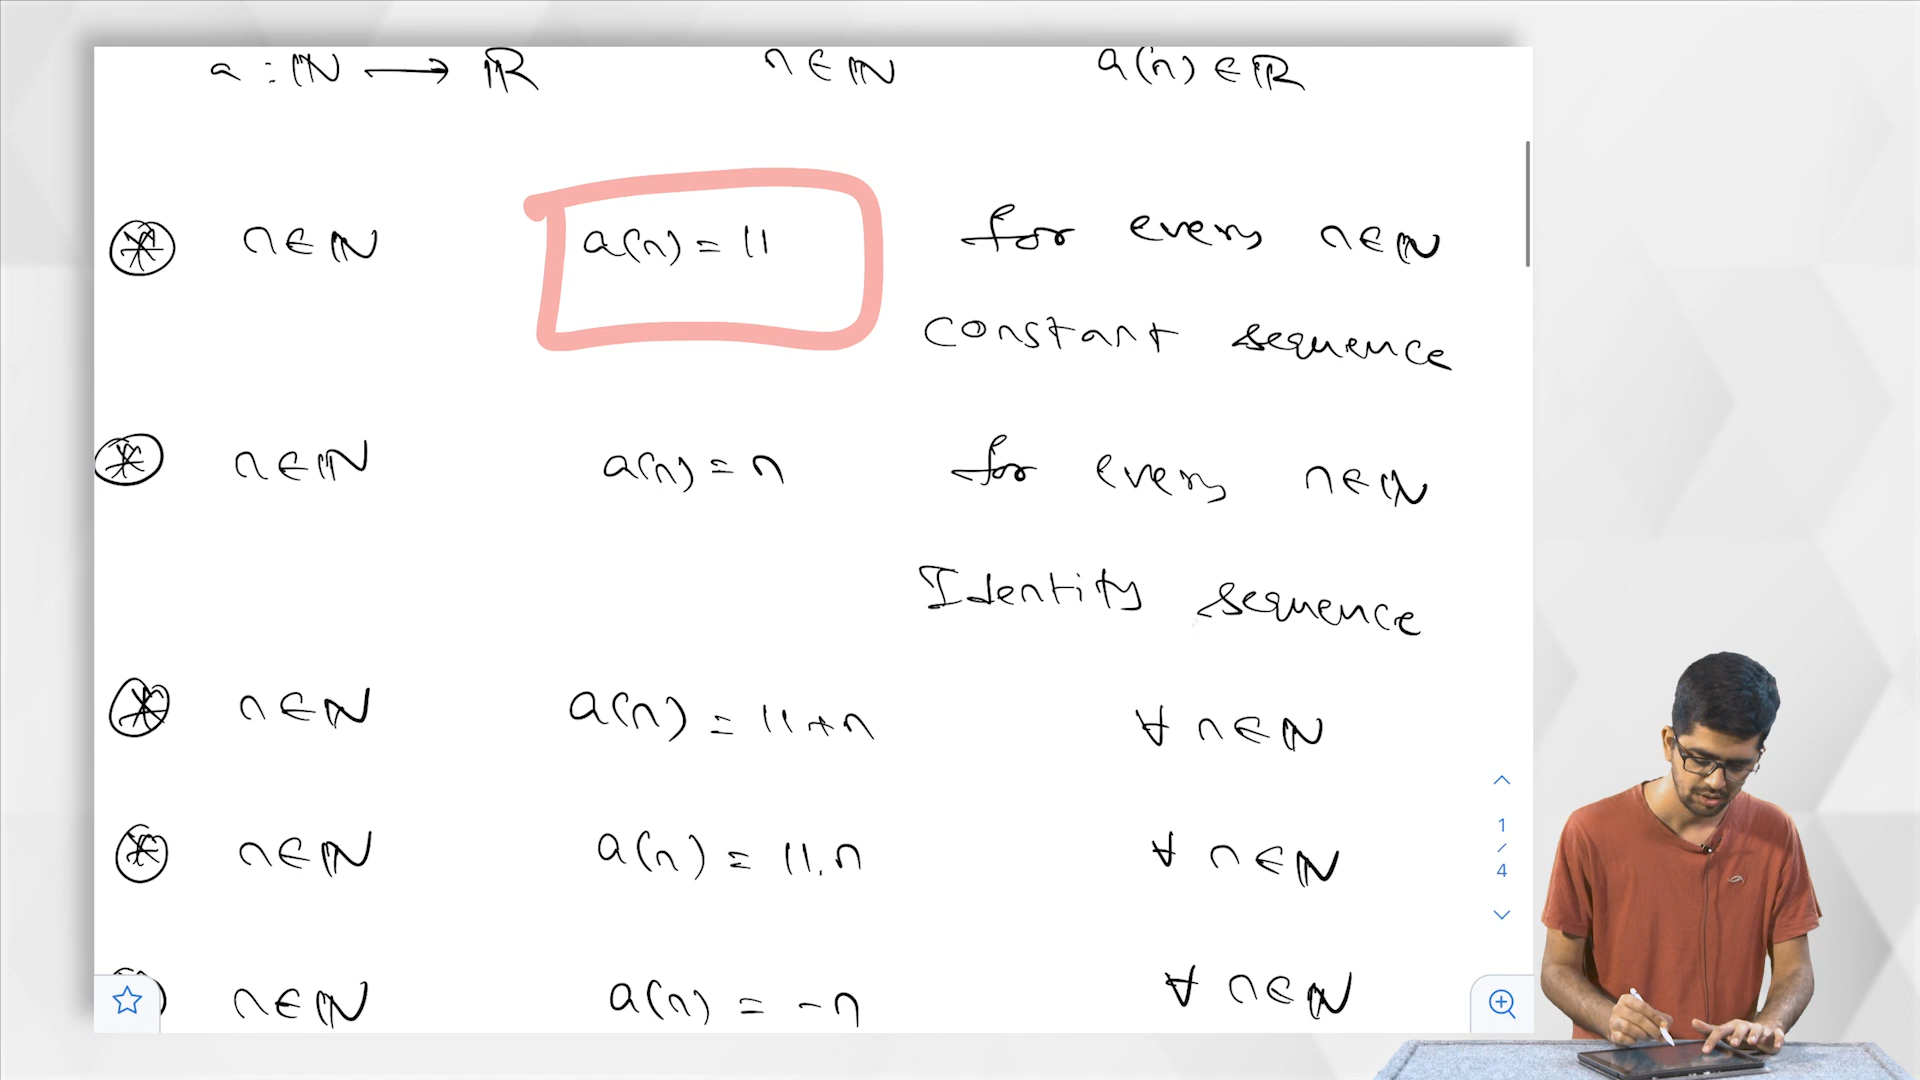 a : ℕ ⟶ ℝ n ∈ ℕ a(n) ∈ ℝ
n ∈ ℕ a(n) = 11 for every n ∈ ℕ
constant sequence
n ∈ ℕ a(n) = n for every n ∈ ℕ
Identity sequence
n ∈ ℕ a(n) = 11 + n ∀ n ∈ ℕ
n ∈ ℕ a(n) = 11.n ∀ n ∈ ℕ
n ∈ ℕ a(n) = -n ∀ n ∈ ℕ
1
/
4